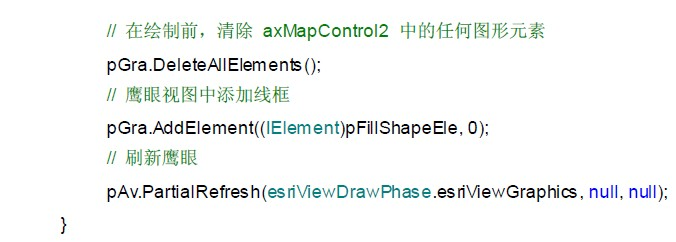 // 在绘制前，清除 axMapControl2 中的任何图形元素
pGra.DeleteAllElements();
// 鹰眼视图中添加线框
pGra.AddElement((IElement)pFillShapeEle, 0);
// 刷新鹰眼
pAv.PartialRefresh(esriViewDrawPhase.esriViewGraphics, null, null);
}